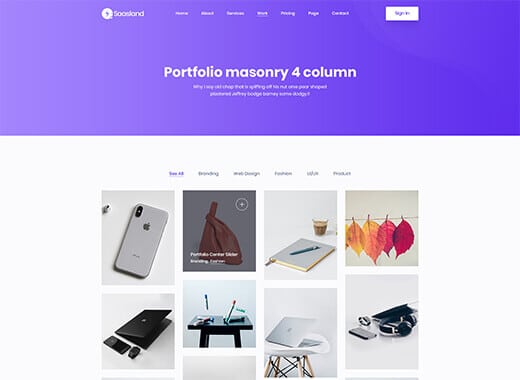 Saasland
Home About Services Work Pricing Page Contact
Sign In
Portfolio masonry 4 column
Why I say old chap that is spiffing off his nut arse pear shaped
plastered Jeffrey bodge barney some dodgy.!!
See All Branding Web Design Fashion UI/UX Product
Portfolio Center Slider
Branding Fashion